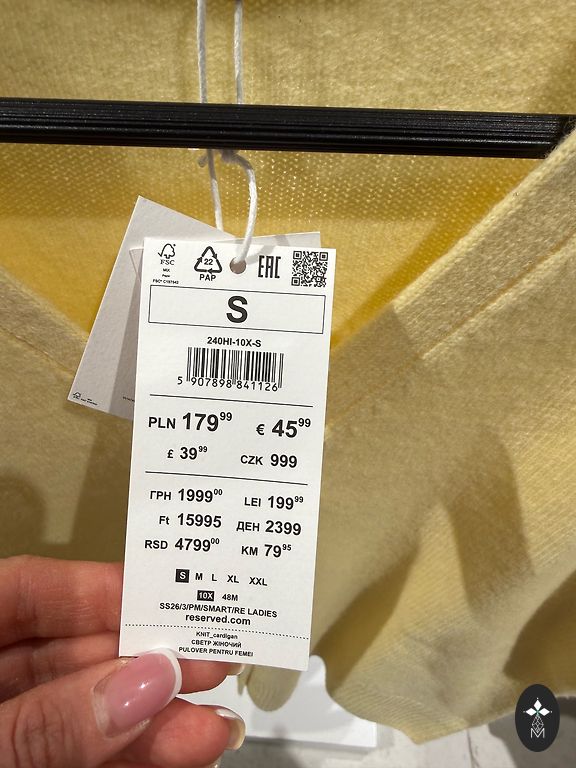 FSC
MIX
22
PAP
EAC
S
240HI-10X-S
5 907898 841126
PLN 179⁹⁹
€ 45⁹⁹
£ 39⁹⁹
CZK 999
ГРН 1999⁰⁰
LEI 199⁹⁹
Ft 15995
ДЕН 2399
RSD 4799⁰⁰
KM 79⁹⁵
S M L XL XXL
10X 48M
SS26/3/PM/SMART/RE LADIES
reserved.com
KNIT_cardigan
СВЕТР ЖІНОЧИЙ
PULOVER PENTRU FEMEI
M